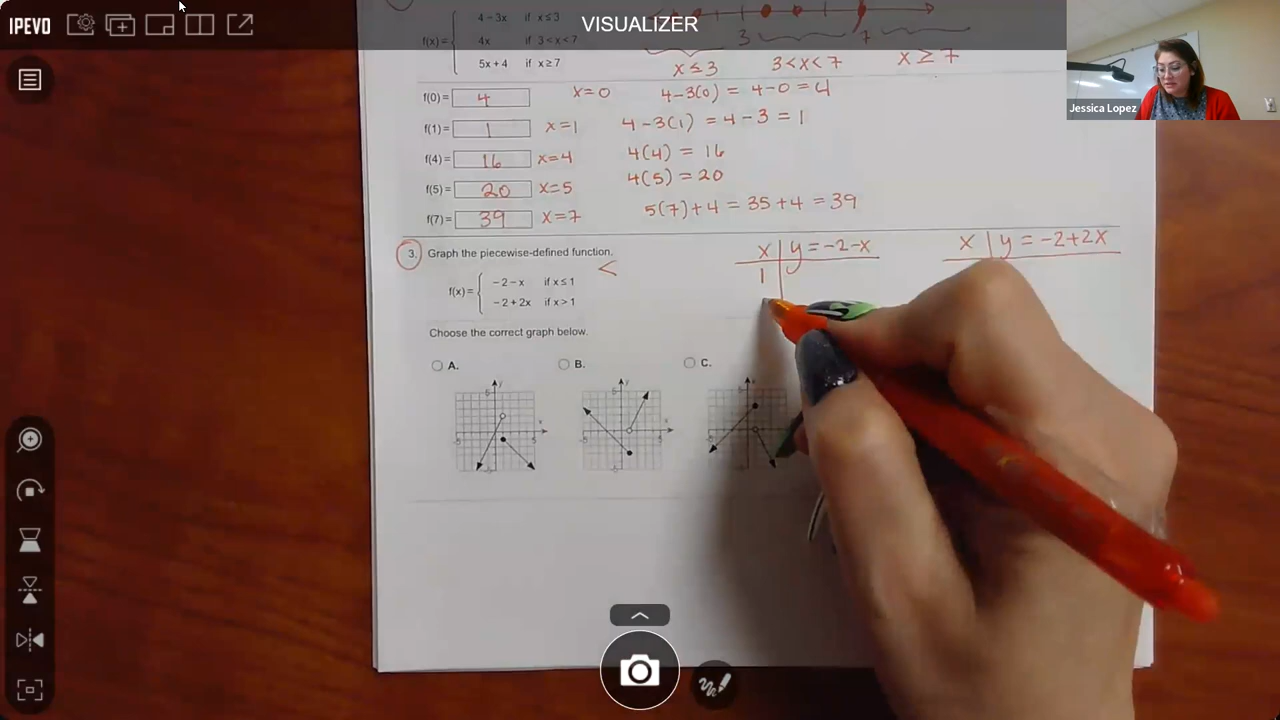 IPEVO
VISUALIZER
Jessica Lopez
4 − 3x if x ≤ 3
f(x) = 4x if 3 < x < 7
5x + 4 if x ≥ 7
3 7
x ≤ 3 3 < x < 7 x ≥ 7
f(0) = 4 x=0 4-3(0) = 4-0 = 4
f(1) = 1 x=1 4-3(1) = 4-3 = 1
f(4) = 16 x=4 4(4) = 16
f(5) = 20 x=5 4(5) = 20
f(7) = 39 x=7 5(7)+4 = 35+4 = 39
3. Graph the piecewise-defined function. <
x y = -2-x
1
x y = -2+2x
f(x) = −2 − x if x ≤ 1
−2 + 2x if x > 1
Choose the correct graph below.
A. B. C.